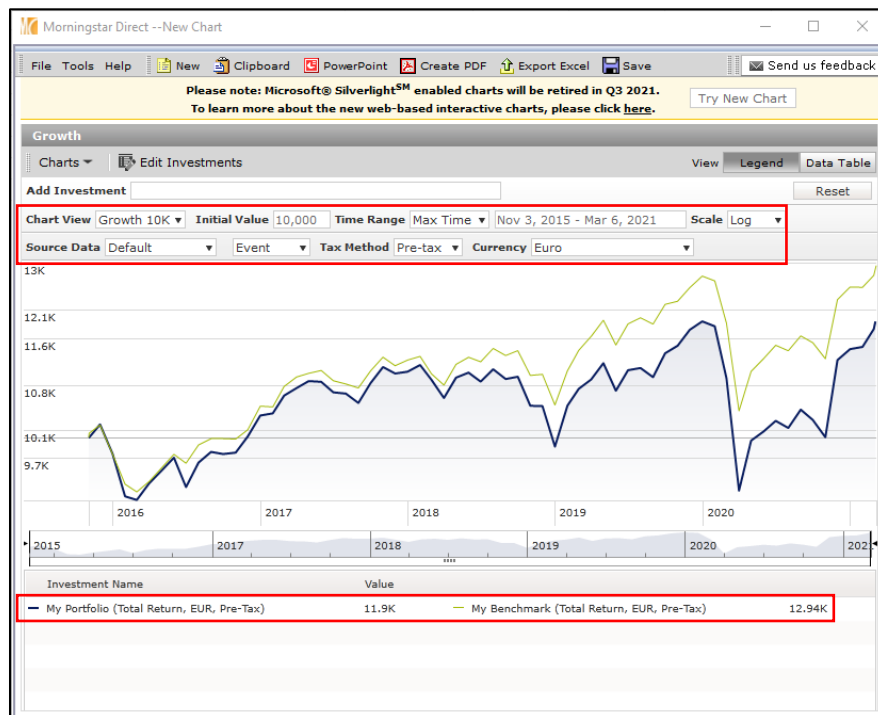 Morningstar Direct --New Chart
File Tools Help New Clipboard PowerPoint Create PDF Export Excel Save Send us feedback
Please note: Microsoft® Silverlight℠ enabled charts will be retired in Q3 2021.
To learn more about the new web-based interactive charts, please click here.
Try New Chart
Growth
Charts Edit Investments View Legend Data Table
Add Investment Reset
Chart View Growth 10K Initial Value 10,000 Time Range Max Time Nov 3, 2015 - Mar 6, 2021 Scale Log
Source Data Default Event Tax Method Pre-tax Currency Euro
13K
12.1K
11.6K
10.8K
10.1K
9.7K
2016 2017 2018 2019 2020
2015 2017 2018 2019 2020 2021
Investment Name Value
My Portfolio (Total Return, EUR, Pre-Tax) 11.9K My Benchmark (Total Return, EUR, Pre-Tax) 12.94K